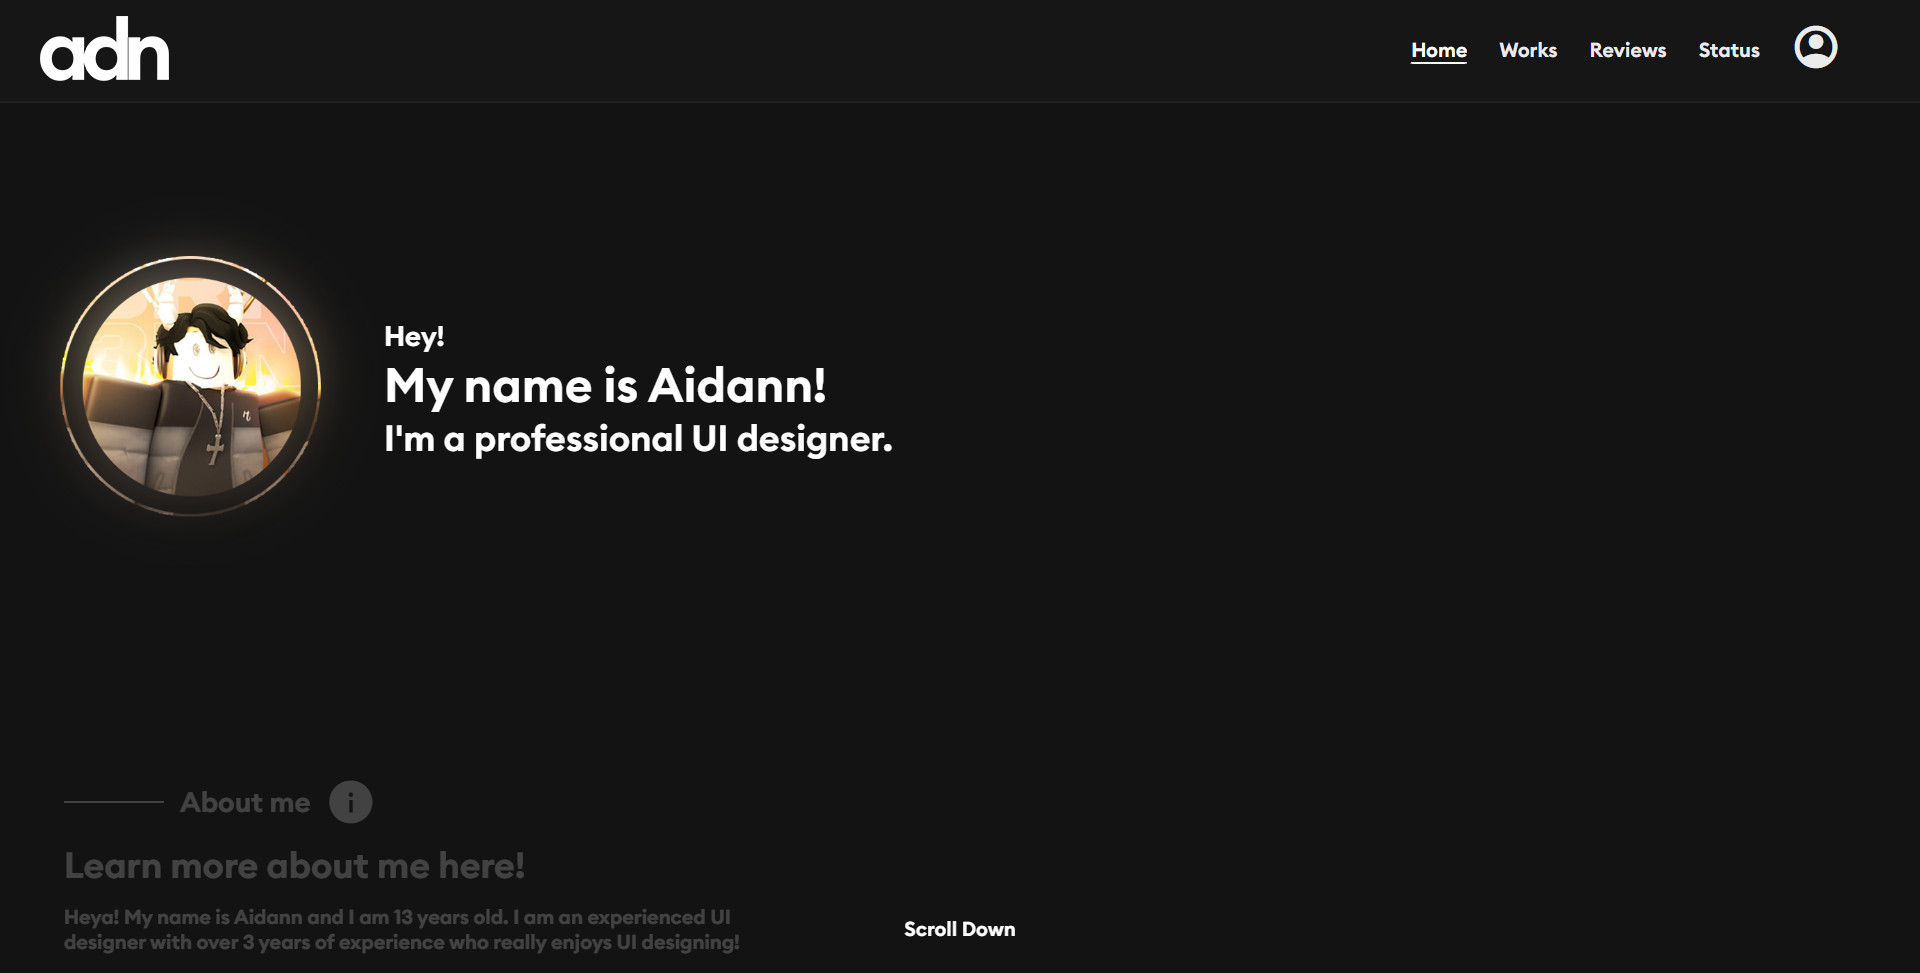 adn
Home Works Reviews Status
Hey!
My name is Aidann!
I'm a professional UI designer.
About me i
Learn more about me here!
Heya! My name is Aidann and I am 13 years old. I am an experienced UI
designer with over 3 years of experience who really enjoys UI designing!
Scroll Down